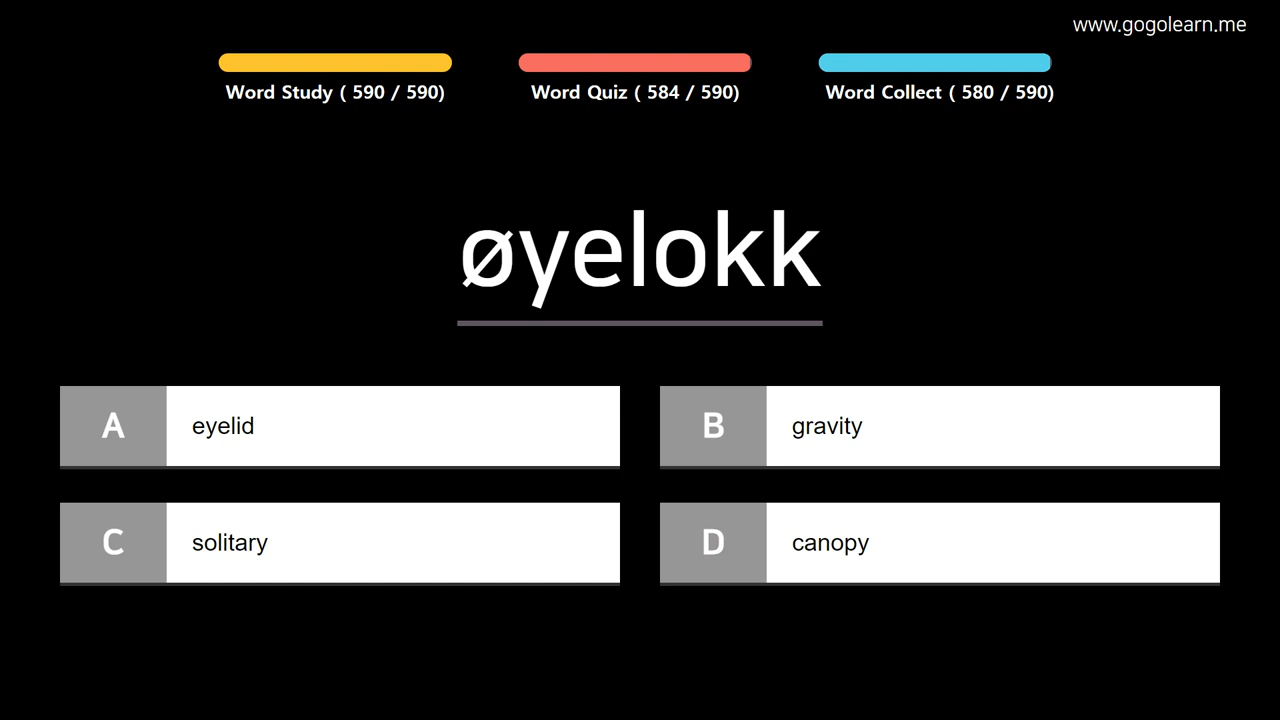 www.gogolearn.me
Word Study ( 590 / 590)
Word Quiz ( 584 / 590)
Word Collect ( 580 / 590)
øyelokk
A eyelid
B gravity
C solitary
D canopy